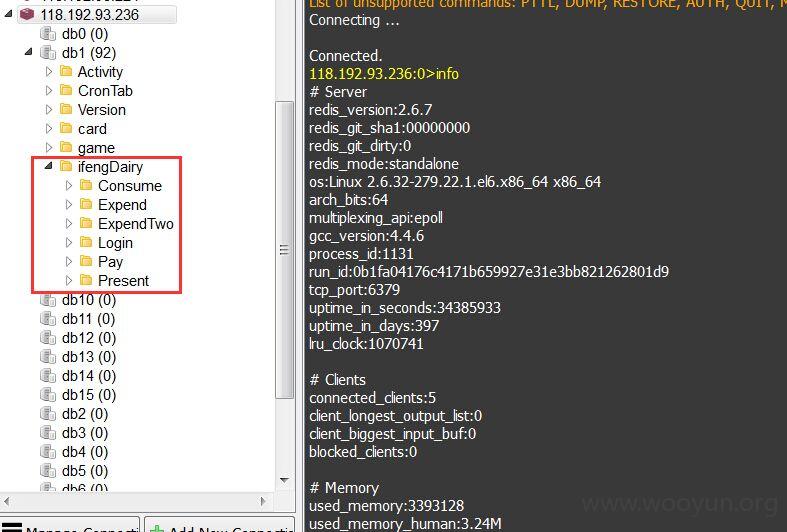 118.192.93.236
db0 (0)
db1 (92)
Activity
CronTab
Version
card
game
ifengDairy
Consume
Expend
ExpendTwo
Login
Pay
Present
db10 (0)
db11 (0)
db12 (0)
db13 (0)
db14 (0)
db15 (0)
db2 (0)
db3 (0)
db4 (0)
db5 (0)
db6 (0)
Manage Connecti
Add New Connecti
List of unsupported commands: PTTL, DUMP, RESTORE, AUTH, QUIT, M
Connecting ...
Connected.
118.192.93.236:0>info
# Server
redis_version:2.6.7
redis_git_sha1:00000000
redis_git_dirty:0
redis_mode:standalone
os:Linux 2.6.32-279.22.1.el6.x86_64 x86_64
arch_bits:64
multiplexing_api:epoll
gcc_version:4.4.6
process_id:1131
run_id:0b1fa04176c4171b659927e31e3bb821262801d9
tcp_port:6379
uptime_in_seconds:34385933
uptime_in_days:397
lru_clock:1070741
# Clients
connected_clients:5
client_longest_output_list:0
client_biggest_input_buf:0
blocked_clients:0
# Memory
used_memory:3393128
used_memory_human:3.24M
www.wooyun.org